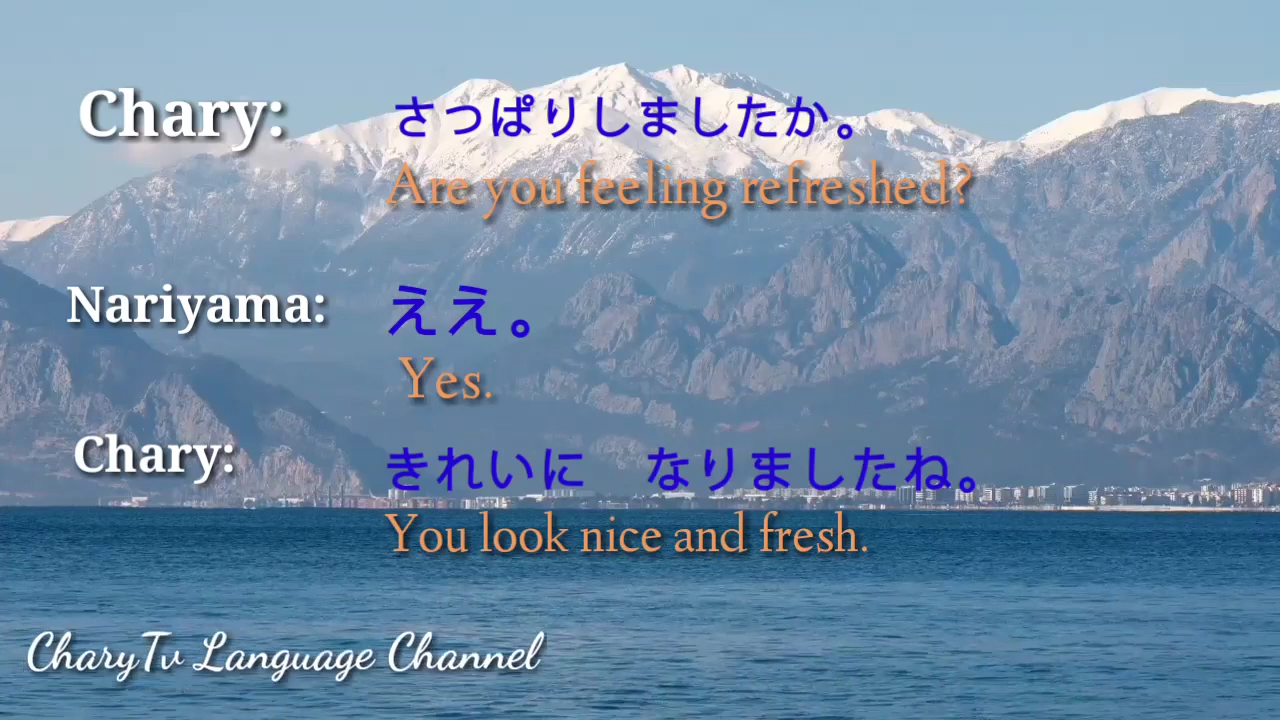 Chary: さっぱりしましたか。
Are you feeling refreshed?
Nariyama: ええ。
Yes.
Chary: きれいに　なりましたね。
You look nice and fresh.
CharyTv Language Channel